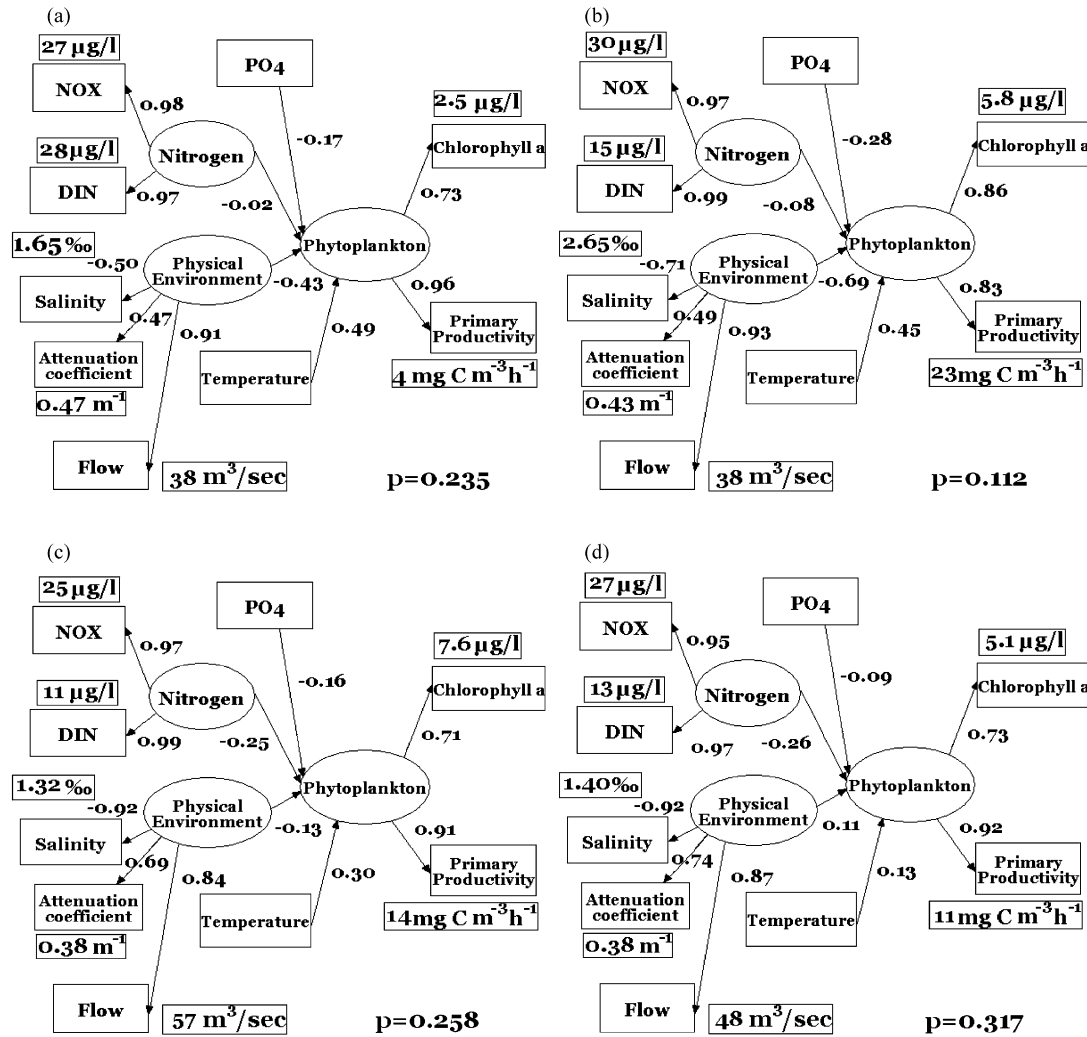 (a)
27 µg/l
NOX
PO4
0.98
-0.17
2.5 µg/l
Chlorophyll a
28µg/l
DIN
Nitrogen
0.97
-0.02
0.73
Phytoplankton
1.65‰
-0.50
Physical
Environment
-0.43
0.96
Salinity
0.47
0.91
0.49
Primary
Productivity
Attenuation
coefficient
Temperature
4 mg C m⁻³h⁻¹
0.47 m⁻¹
Flow
38 m³/sec
p=0.235
(b)
30µg/l
NOX
PO4
0.97
-0.28
5.8 µg/l
Chlorophyll a
15µg/l
DIN
Nitrogen
0.99
-0.08
0.86
Phytoplankton
2.65‰
-0.71
Physical
Environment
-0.69
0.83
Salinity
0.49
0.93
0.45
Primary
Productivity
Attenuation
coefficient
Temperature
23mg C m⁻³h⁻¹
0.43 m⁻¹
Flow
38 m³/sec
p=0.112
(c)
25µg/l
NOX
PO4
0.97
-0.16
7.6 µg/l
Chlorophyll a
11 µg/l
DIN
Nitrogen
0.99
-0.25
0.71
Phytoplankton
1.32‰
-0.92
Physical
Environment
-0.13
0.91
Salinity
0.69
0.84
0.30
Primary
Productivity
Attenuation
coefficient
Temperature
14mg C m⁻³h⁻¹
0.38 m⁻¹
Flow
57 m³/sec
p=0.258
(d)
27µg/l
NOX
PO4
0.95
-0.09
5.1 µg/l
Chlorophyll a
13µg/l
DIN
Nitrogen
0.97
-0.26
0.73
Phytoplankton
1.40‰
-0.92
Physical
Environment
0.11
0.92
Salinity
0.74
0.87
0.13
Primary
Productivity
Attenuation
coefficient
Temperature
11mg C m⁻³h⁻¹
0.38 m⁻¹
Flow
48 m³/sec
p=0.317